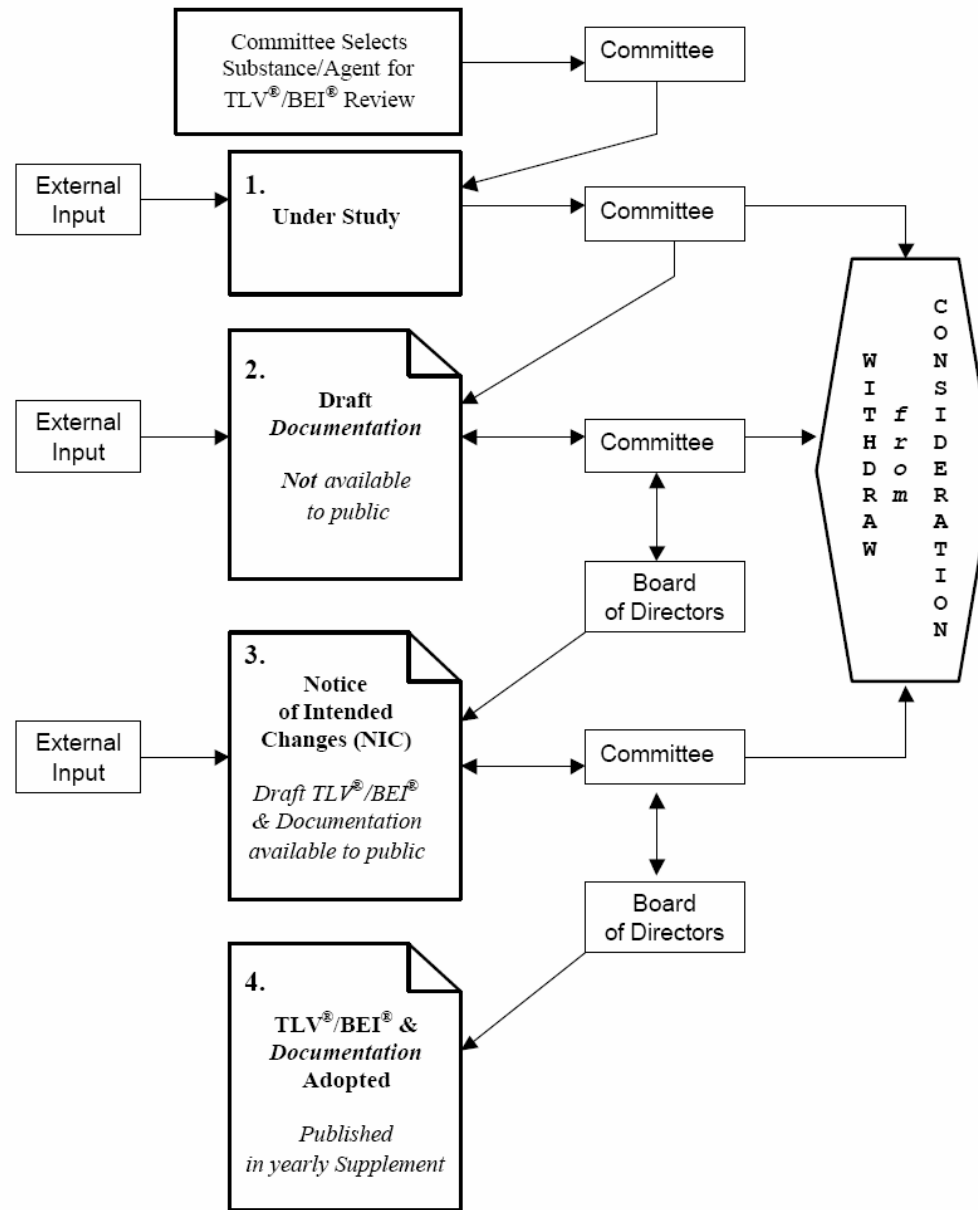 Committee Selects
Substance/Agent for
TLV®/BEI® Review
Committee
External
Input
1.
Under Study
Committee
External
Input
2.
Draft
Documentation
Not available
to public
Committee
Board
of Directors
WITHDRAW
from
CONSIDERATION
External
Input
3.
Notice
of Intended
Changes (NIC)
Draft TLV®/BEI®
& Documentation
available to public
Committee
Board
of Directors
4.
TLV®/BEI® &
Documentation
Adopted
Published
in yearly Supplement